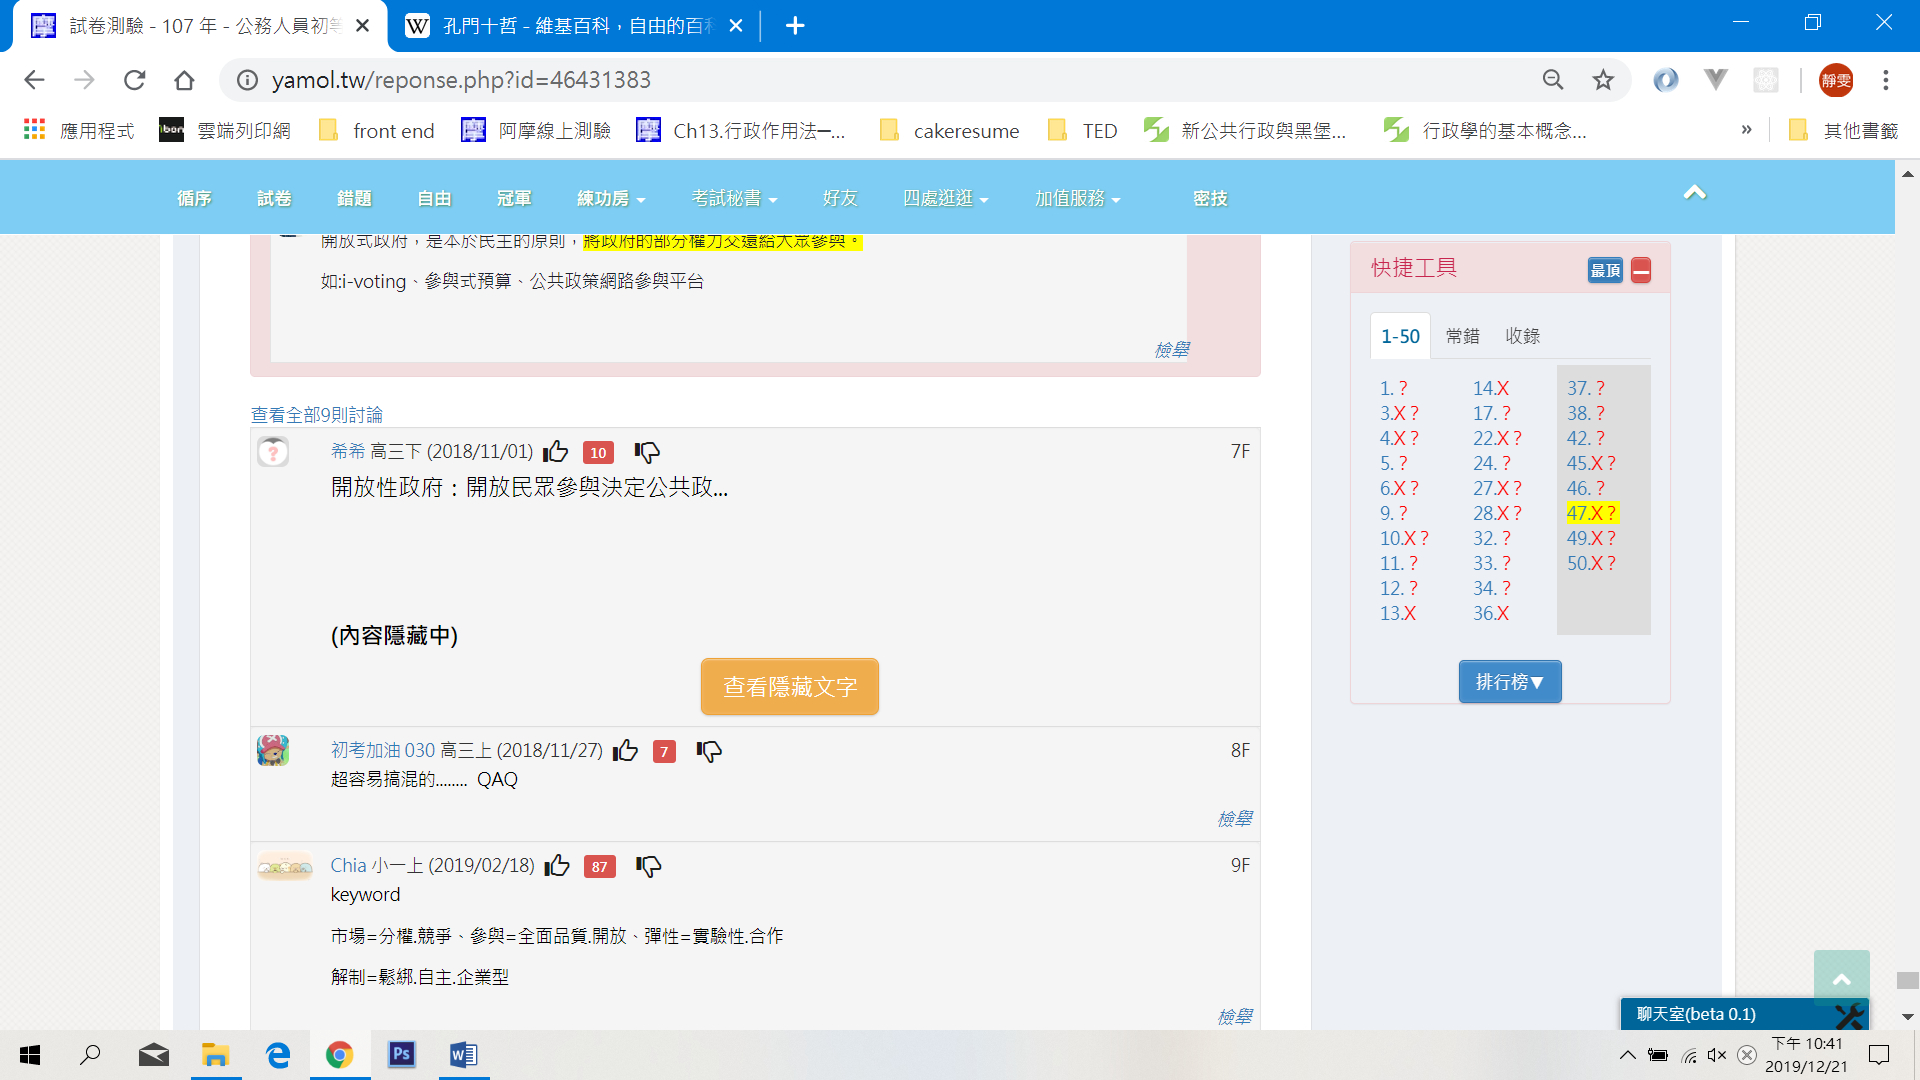 試卷測驗 - 107 年 - 公務人員初等
孔門十哲 - 維基百科，自由的百科
yamol.tw/reponse.php?id=46431383
靜雯
應用程式
ibon
雲端列印網
front end
阿摩線上測驗
Ch13.行政作用法─...
cakeresume
TED
新公共行政與黑堡...
行政學的基本概念...
»
其他書籤
循序
試卷
錯題
自由
冠軍
練功房
考試秘書
好友
四處逛逛
加值服務
密技
開放式政府，是本於民主的原則，將政府的部分權力交還給大眾參與。
如:i-voting、參與式預算、公共政策網路參與平台
檢舉
查看全部9則討論
希希 高三下 (2018/11/01) 10 7F
開放性政府：開放民眾參與決定公共政...
(內容隱藏中)
查看隱藏文字
初考加油 030 高三上 (2018/11/27) 7 8F
超容易搞混的........ QAQ
檢舉
Chia 小一上 (2019/02/18) 87 9F
keyword
市場=分權.競爭、參與=全面品質.開放、彈性=實驗性.合作
解制=鬆綁.自主.企業型
檢舉
快捷工具
最頂
1-50 常錯 收錄
1. ?
3.X ?
4.X ?
5. ?
6.X ?
9. ?
10.X ?
11. ?
12. ?
13.X
14.X
17. ?
22.X ?
24. ?
27.X ?
28.X ?
32. ?
33. ?
34. ?
36.X
37. ?
38. ?
42. ?
45.X ?
46. ?
47.X ?
49.X ?
50.X ?
排行榜▼
聊天室(beta 0.1)
Ps
下午 10:41
2019/12/21